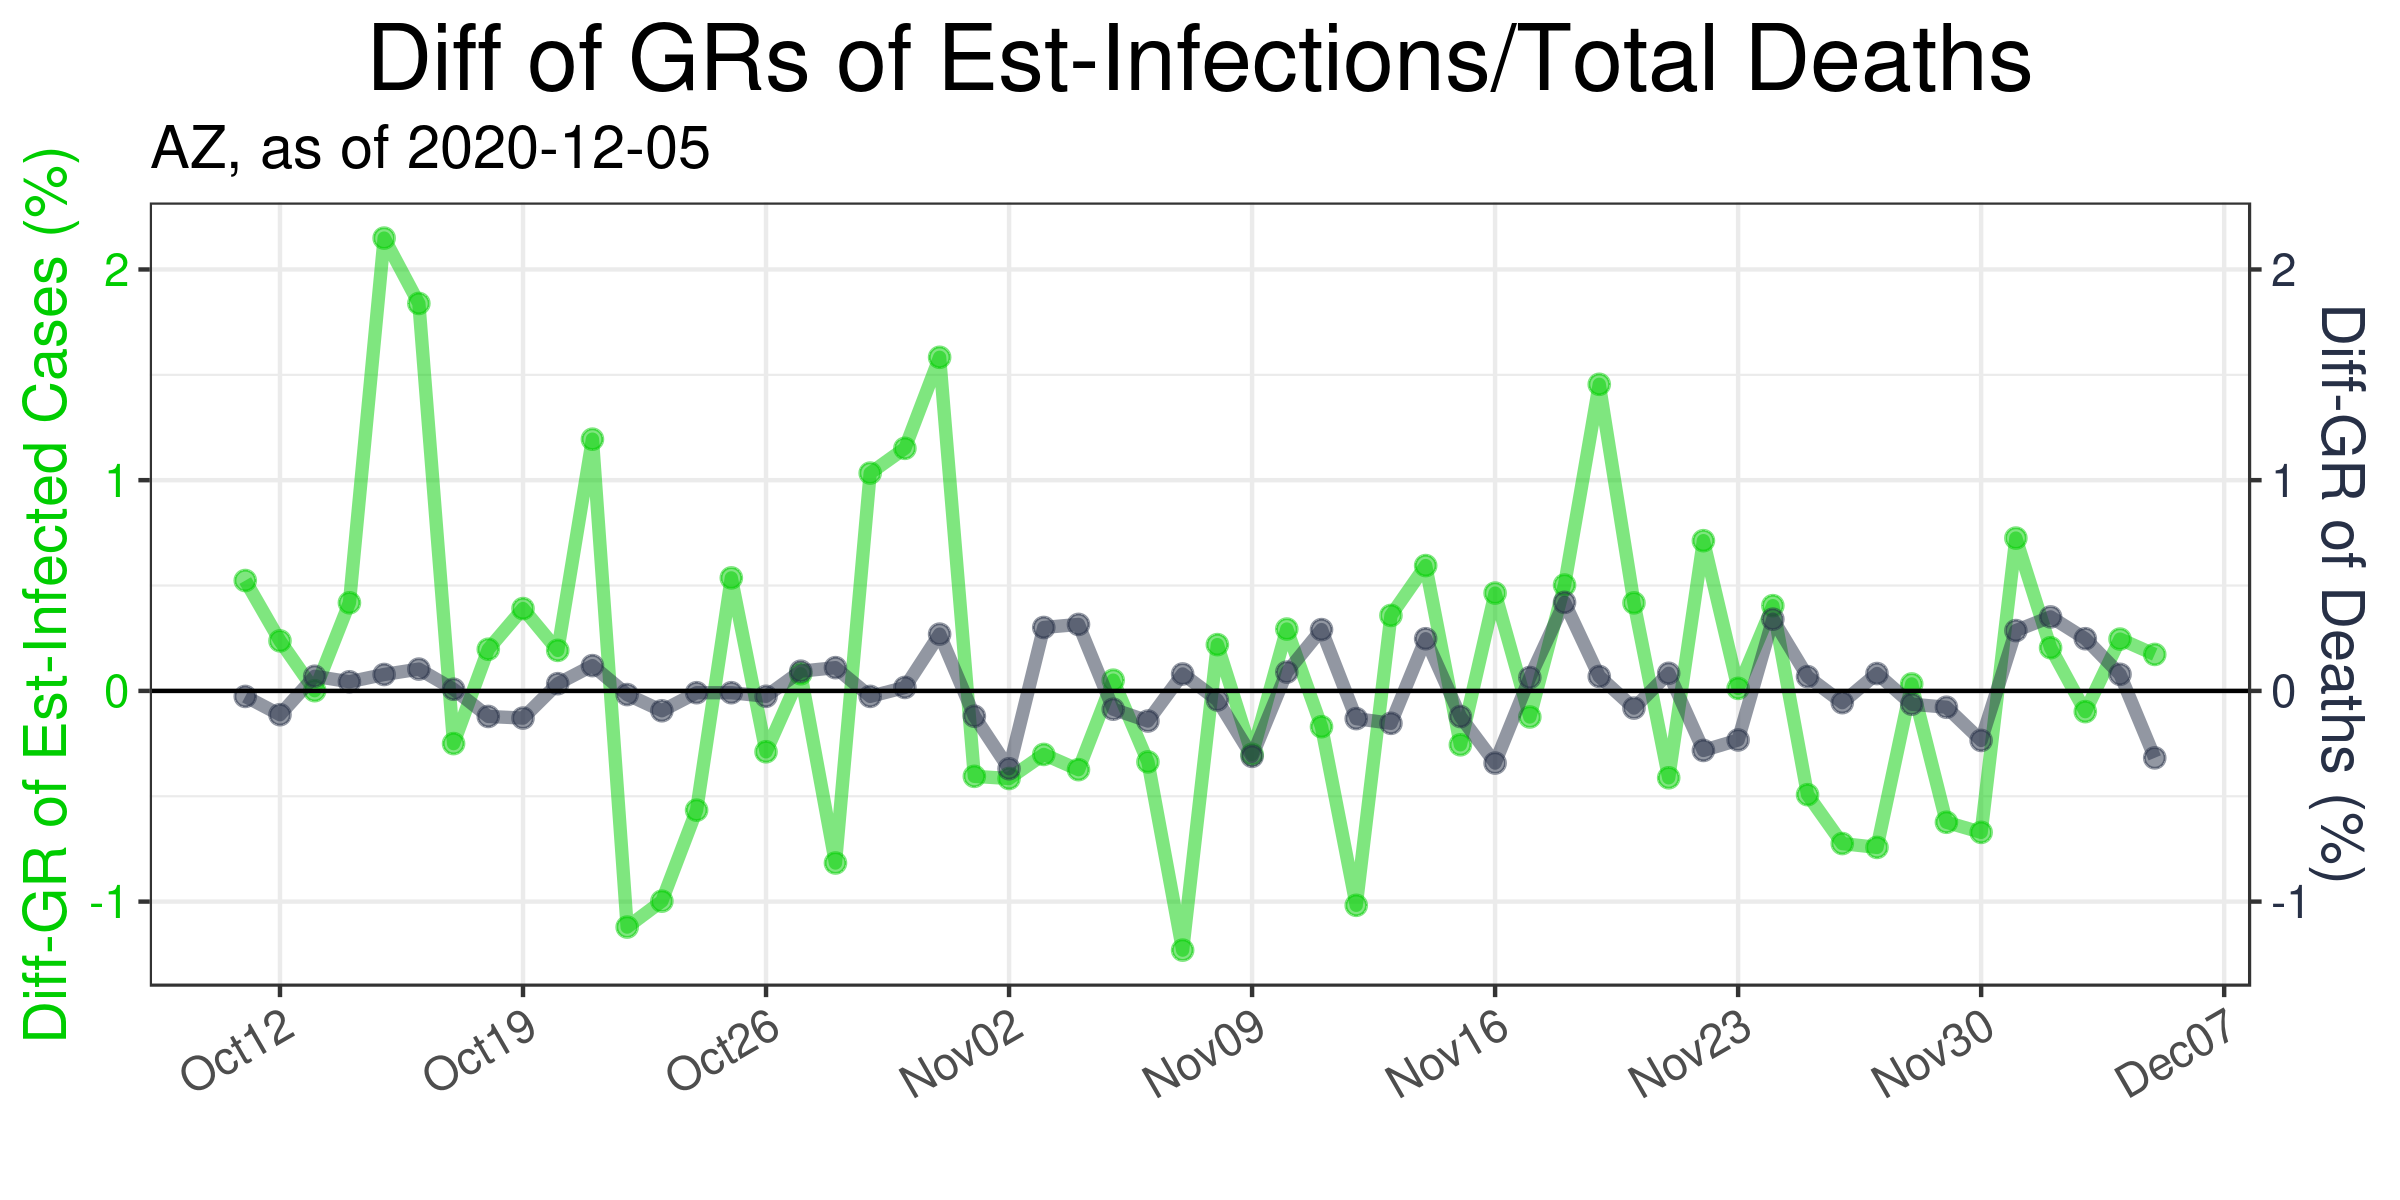 Diff of GRs of Est-Infections/Total Deaths
AZ, as of 2020-12-05
Diff-GR of Est-Infected Cases (%)
2
1
0
-1
2
1
0
-1
Diff-GR of Deaths (%)
Oct12
Oct19
Oct26
Nov02
Nov09
Nov16
Nov23
Nov30
Dec07